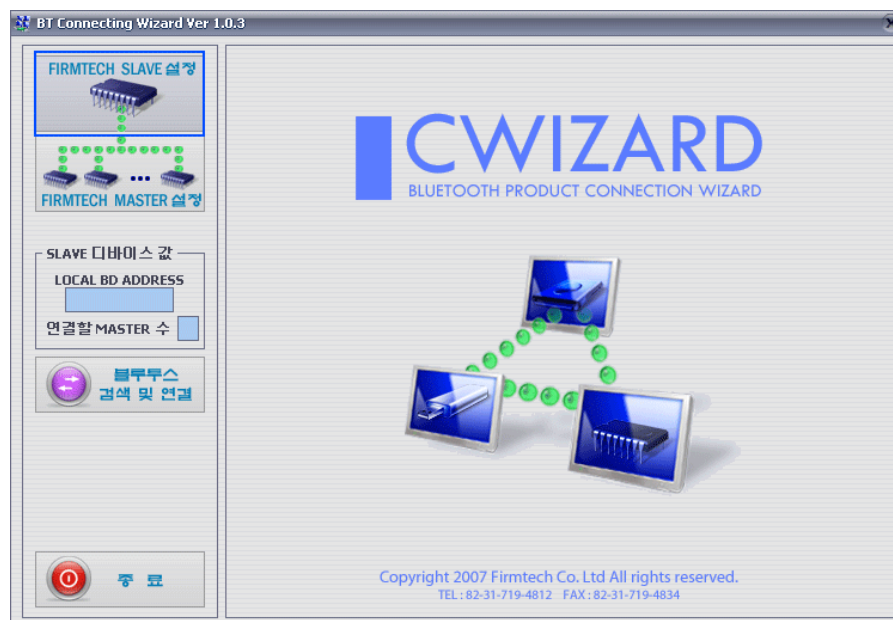 BT Connecting Wizard Ver 1.0.3
FIRMTECH SLAVE 설정
...
FIRMTECH MASTER 설정
SLAVE 디바이스 값
LOCAL BD ADDRESS
연결할 MASTER 수
블루투스
검색 및 연결
종 료
CWIZARD
BLUETOOTH PRODUCT CONNECTION WIZARD
Copyright 2007 Firmtech Co. Ltd All rights reserved.
TEL : 82-31-719-4812 FAX : 82-31-719-4834